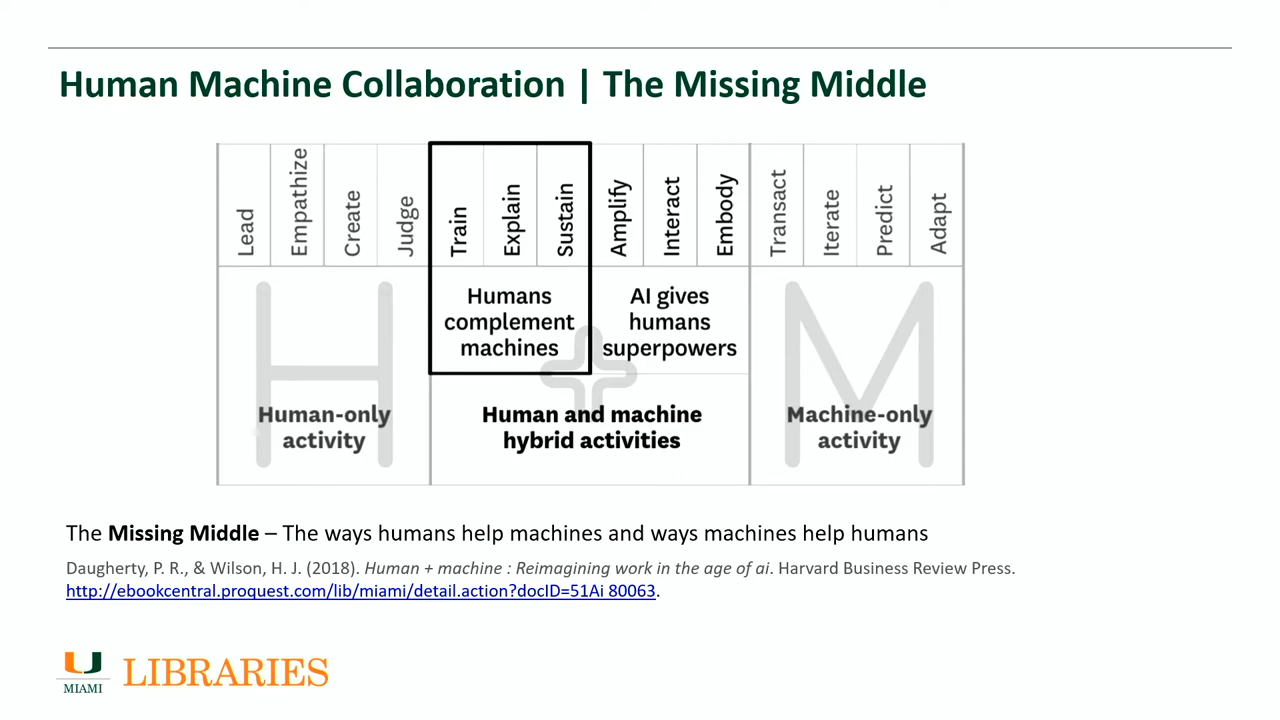 Human Machine Collaboration | The Missing Middle
Lead
Empathize
Create
Judge
Train
Explain
Sustain
Amplify
Interact
Embody
Transact
Iterate
Predict
Adapt
Humans
complement
machines
AI gives
humans
superpowers
H
+
M
Human-only
activity
Human and machine
hybrid activities
Machine-only
activity
The Missing Middle – The ways humans help machines and ways machines help humans
Daugherty, P. R., & Wilson, H. J. (2018). Human + machine : Reimagining work in the age of ai. Harvard Business Review Press.
http://ebookcentral.proquest.com/lib/miami/detail.action?docID=51Ai 80063.
U
MIAMI
LIBRARIES